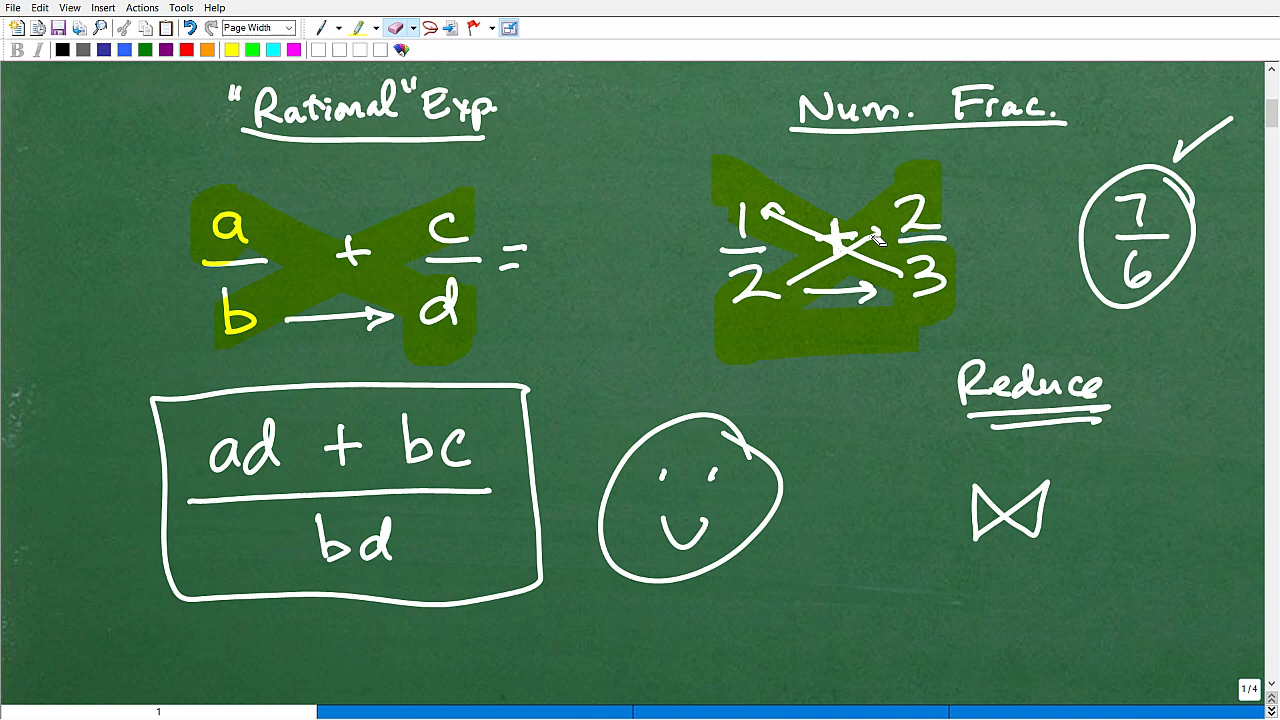 File Edit View Insert Actions Tools Help
Page Width
B I
"Rational" Exp.
Num. Frac.
a/b + c/d =
1/2 + 2/3
7/6
Reduce
ad + bc
bd
1/4
1